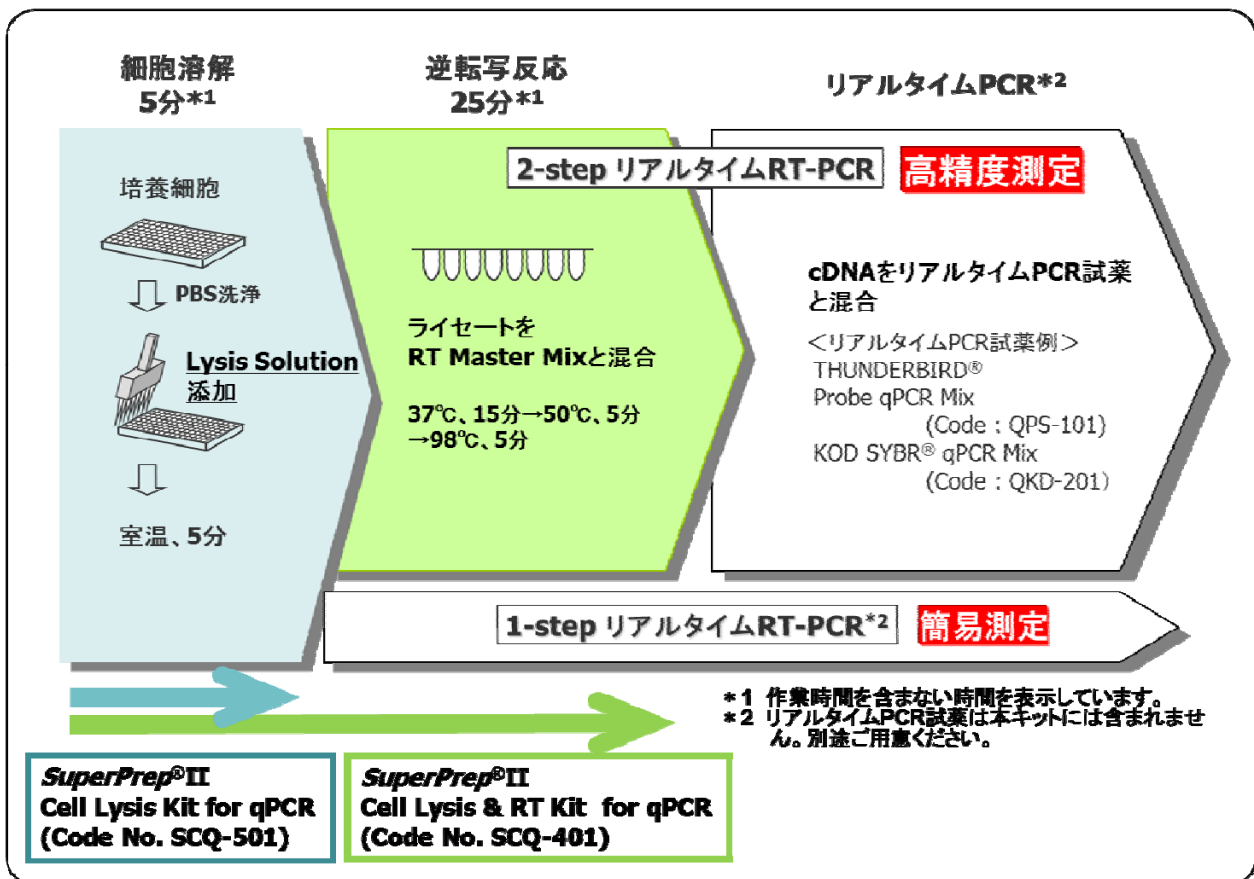 細胞溶解
5分*1
逆転写反応
25分*1
リアルタイムPCR*2
培養細胞
PBS洗浄
Lysis Solution
添加
室温、5分
2-step リアルタイムRT-PCR
高精度測定
ライセートを
RT Master Mixと混合
37℃、15分→50℃、5分
→98℃、5分
cDNAをリアルタイムPCR試薬
と混合
＜リアルタイムPCR試薬例＞
THUNDERBIRD®
Probe qPCR Mix
(Code : QPS-101)
KOD SYBR® qPCR Mix
(Code : QKD-201)
1-step リアルタイムRT-PCR*2
簡易測定
*1 作業時間を含まない時間を表示しています。
*2 リアルタイムPCR試薬は本キットには含まれませ
ん。別途ご用意ください。
SuperPrep®II
Cell Lysis Kit for qPCR
(Code No. SCQ-501)
SuperPrep®II
Cell Lysis & RT Kit for qPCR
(Code No. SCQ-401)